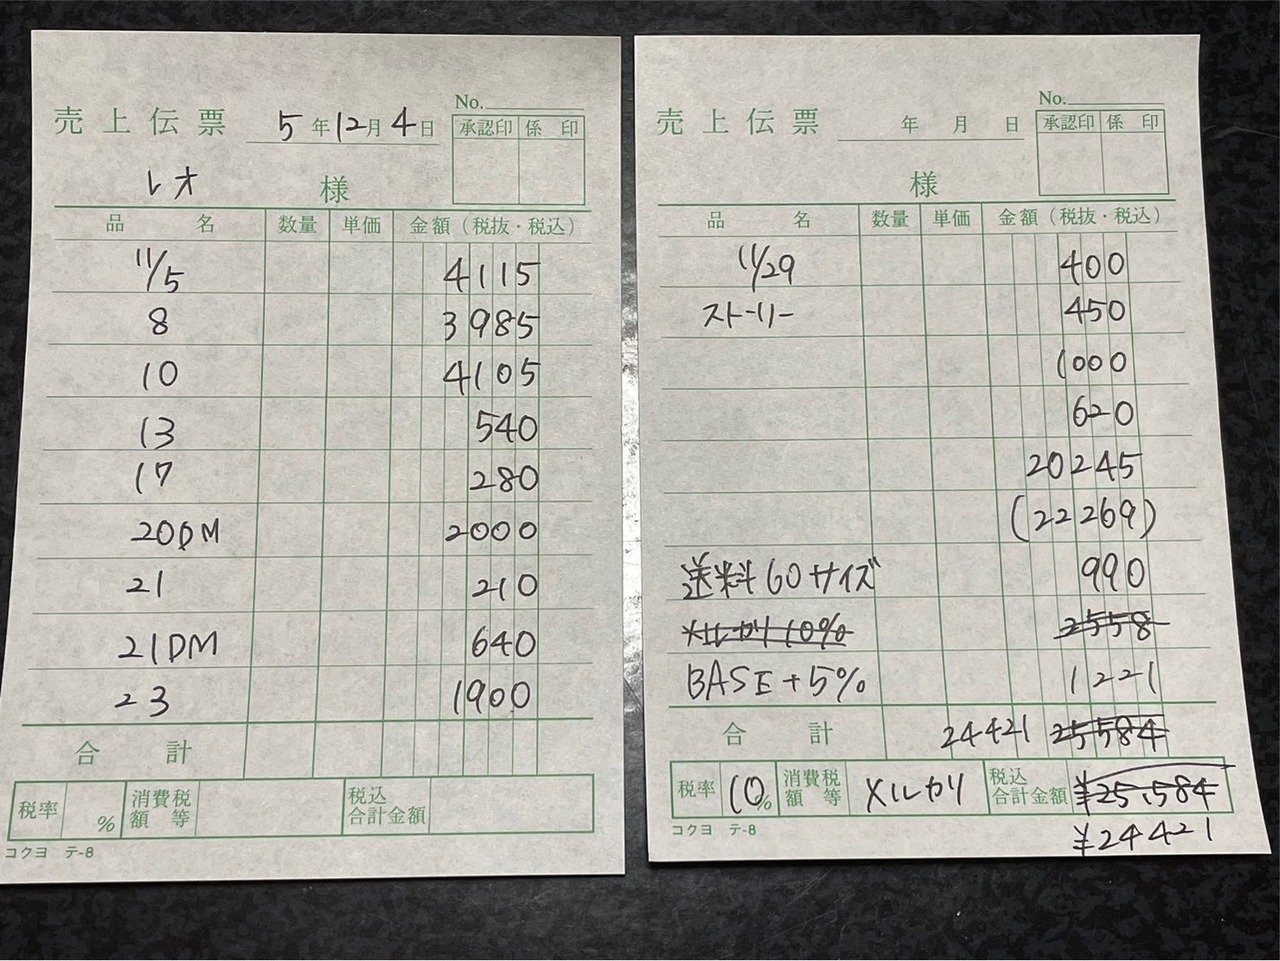 売上伝票 5年12月4日 No.
承認印 係印
レオ 様
品名 数量 単価 金額（税抜・税込）
11/5 4115
8 3985
10 4105
13 540
17 280
20DM 2000
21 210
21DM 640
23 1900
合計
税率 % 消費税額等 税込合計金額
コクヨ テ-8
売上伝票 年 月 日 No.
承認印 係印
様
品名 数量 単価 金額（税抜・税込）
11/29 400
ストーリー 450
1000
620
20245
(22269)
送料60サイズ 990
メルカリ10% 2558
BASE+5% 1221
合計 24421 25584
税率 10% 消費税額等 メルカリ 税込合計金額 ¥25,584
¥24421
コクヨ テ-8